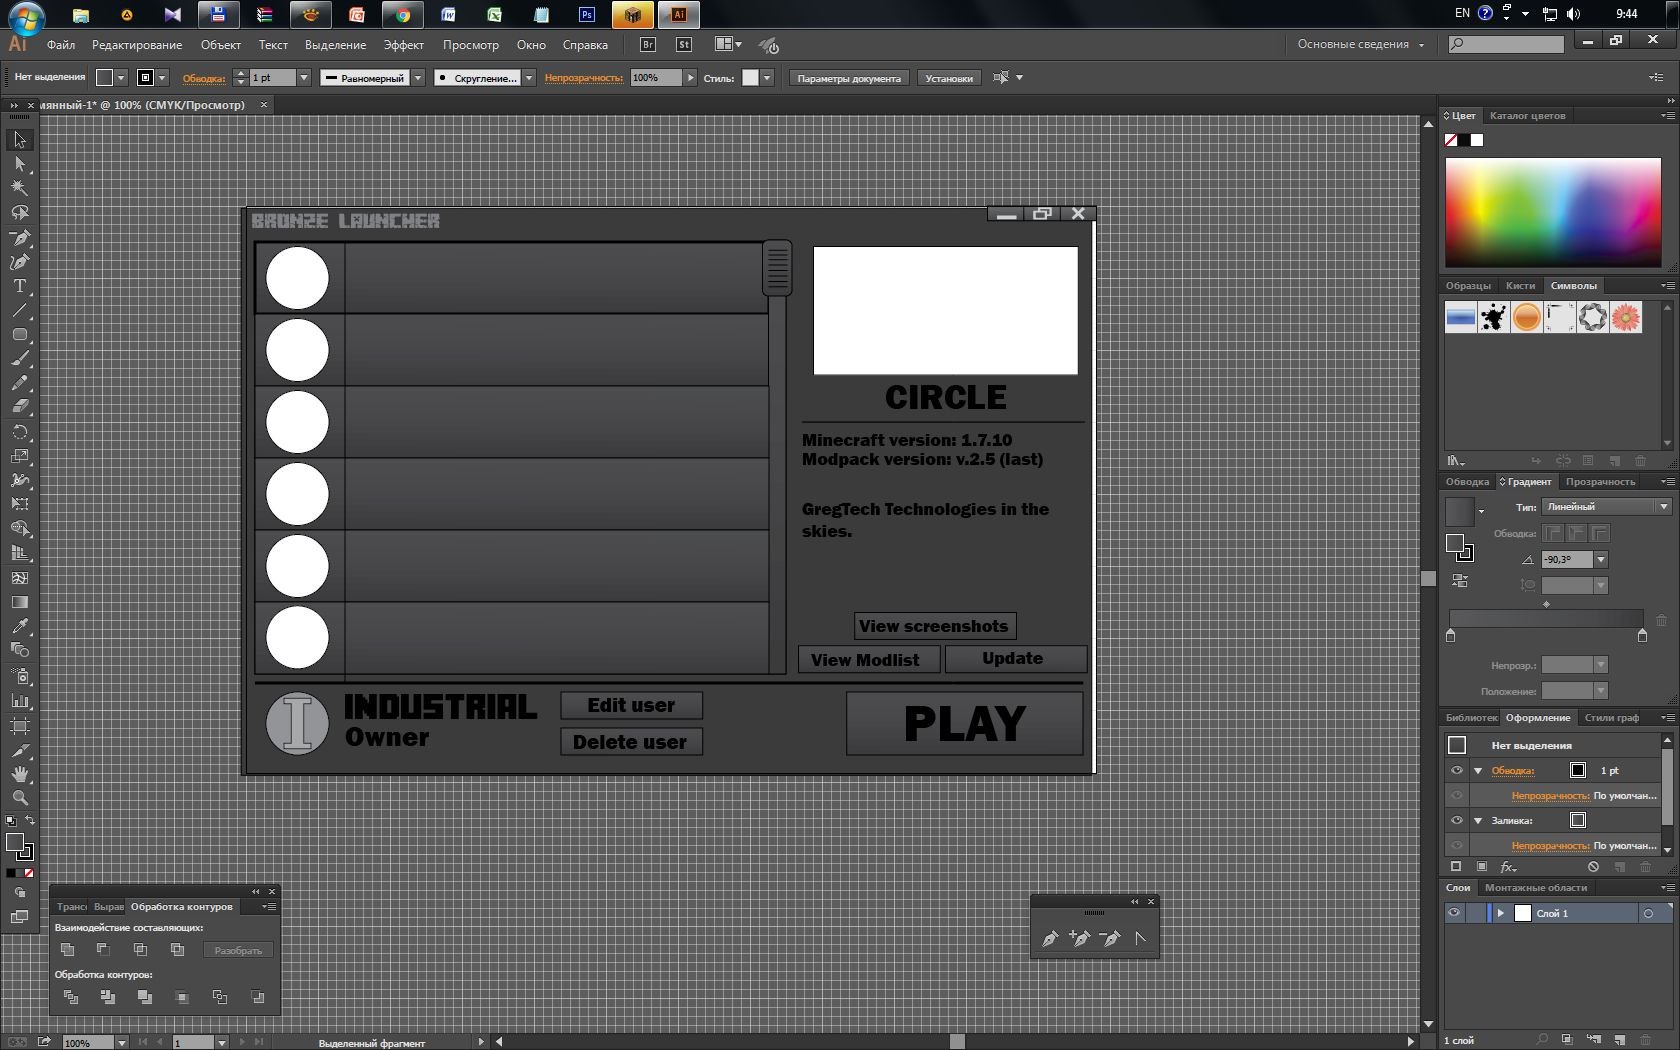 EN
9:44
Ai
Файл Редактирование Объект Текст Выделение Эффект Просмотр Окно Справка Br St Основные сведения
Нет выделения Обводка: 1 pt Равномерный Скругление... Непрозрачность: 100% Стиль: Параметры документа Установки
мянный-1* @ 100% (CMYK/Просмотр)
Цвет Каталог цветов
BRONZE LAUNCHER
Образцы Кисти Символы
CIRCLE
Minecraft version: 1.7.10
Modpack version: v.2.5 (last)
GregTech Technologies in the
skies.
Обводка Градиент Прозрачность
Тип: Линейный
Обводка:
-90,3°
View screenshots
View Modlist
Update
Непрозр.:
Положение:
INDUSTRIAL
Owner
Edit user
Delete user
PLAY
Библиотек Оформление Стили граф
Нет выделения
Обводка: 1 pt
Непрозрачность: По умолчан...
Заливка:
Непрозрачность: По умолчан...
fx
Слои Монтажные области
Слой 1
Транс Вырав Обработка контуров
Взаимодействие составляющих:
Разобрать
Обработка контуров:
100% 1 Выделенный фрагмент
1 слой